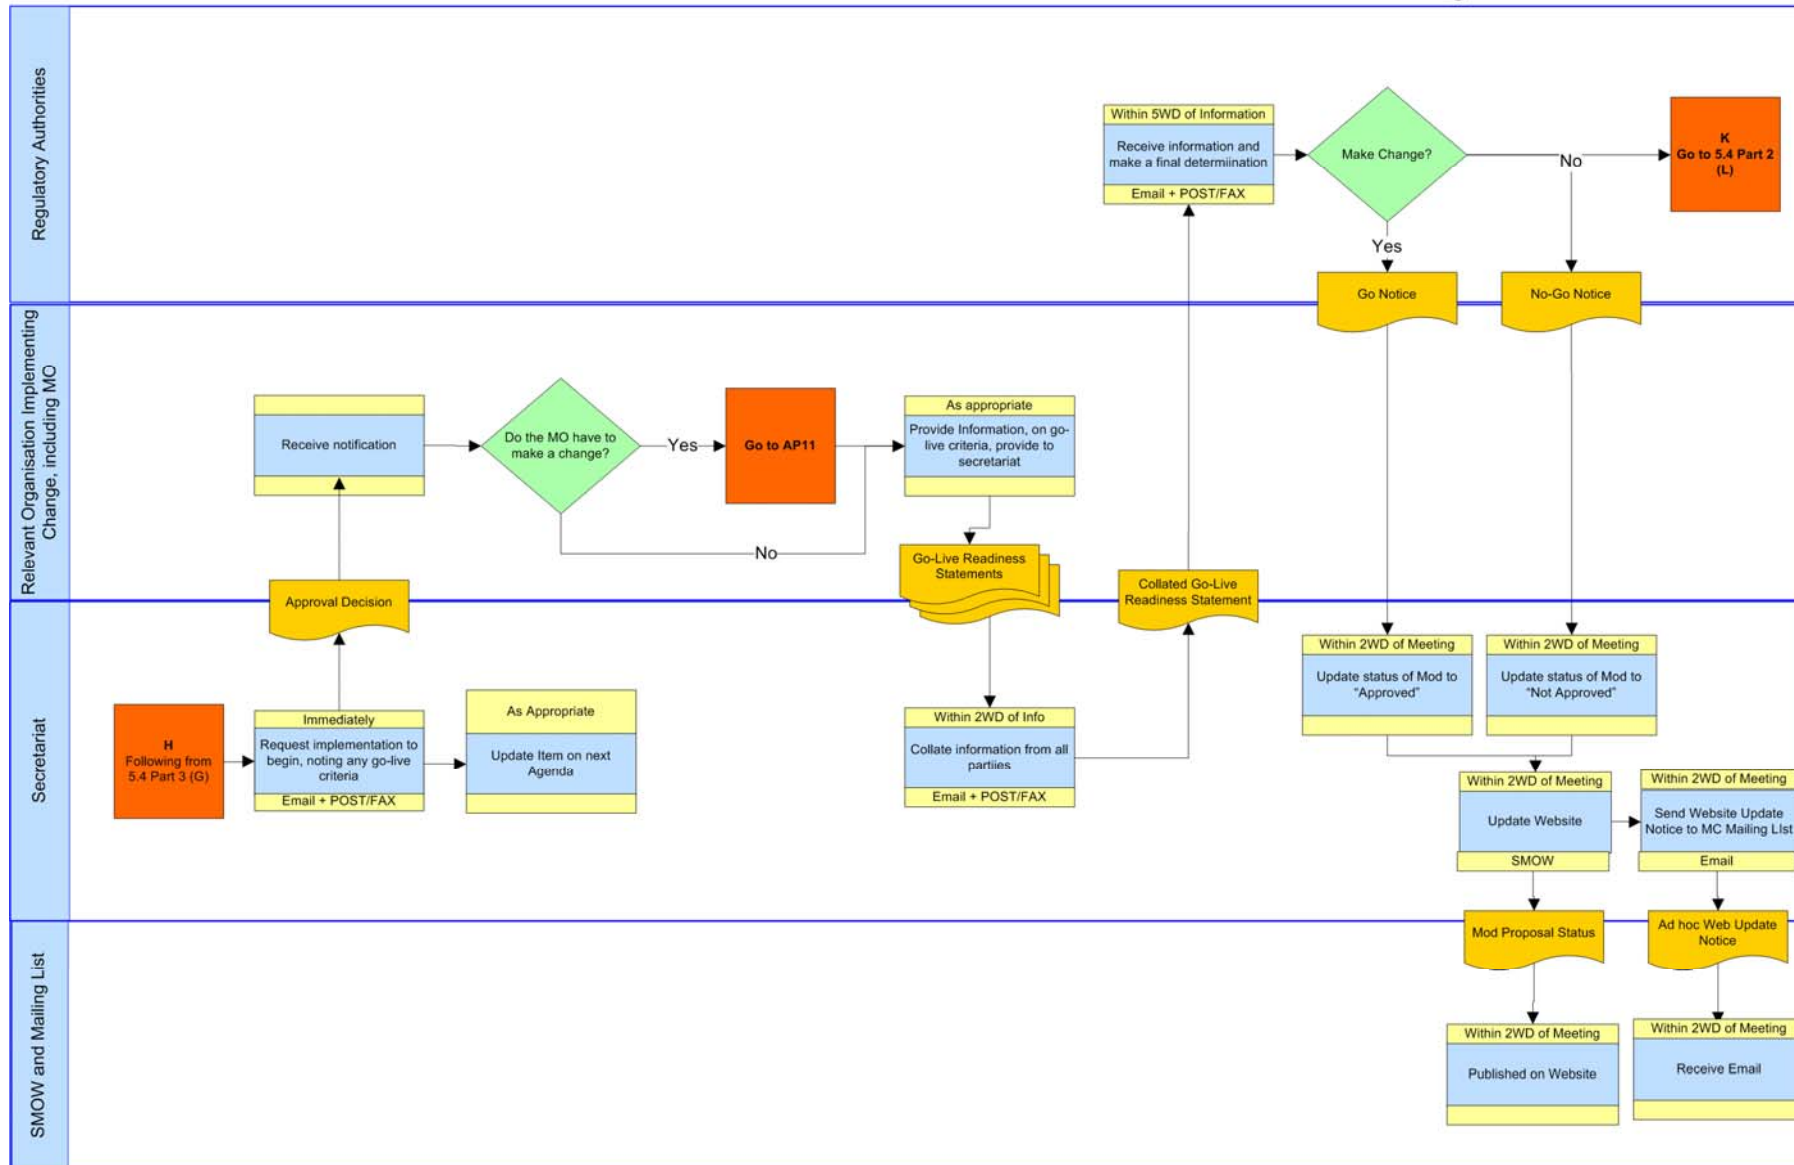 Regulatory Authorities
Within 5WD of Information
Receive information and
make a final determiination
Email + POST/FAX
Make Change?
No
Yes
K
Go to 5.4 Part 2
(L)
Go Notice
No-Go Notice
Relevant Organisation Implementing
Change, including MO
Receive notification
Do the MO have to
make a change?
Yes
No
Go to AP11
As appropriate
Provide Information, on go-
live criteria, provide to
secretariat
Go-Live Readiness
Statements
Collated Go-Live
Readiness Statement
Approval Decision
Secretariat
H
Following from
5.4 Part 3 (G)
Immediately
Request implementation to
begin, noting any go-live
criteria
Email + POST/FAX
As Appropriate
Update Item on next
Agenda
Within 2WD of Info
Collate information from all
partiies
Email + POST/FAX
Within 2WD of Meeting
Update status of Mod to
“Approved”
Within 2WD of Meeting
Update status of Mod to
“Not Approved”
Within 2WD of Meeting
Update Website
SMOW
Within 2WD of Meeting
Send Website Update
Notice to MC Mailing LIst
Email
SMOW and Mailing List
Mod Proposal Status
Ad hoc Web Update
Notice
Within 2WD of Meeting
Published on Website
Within 2WD of Meeting
Receive Email